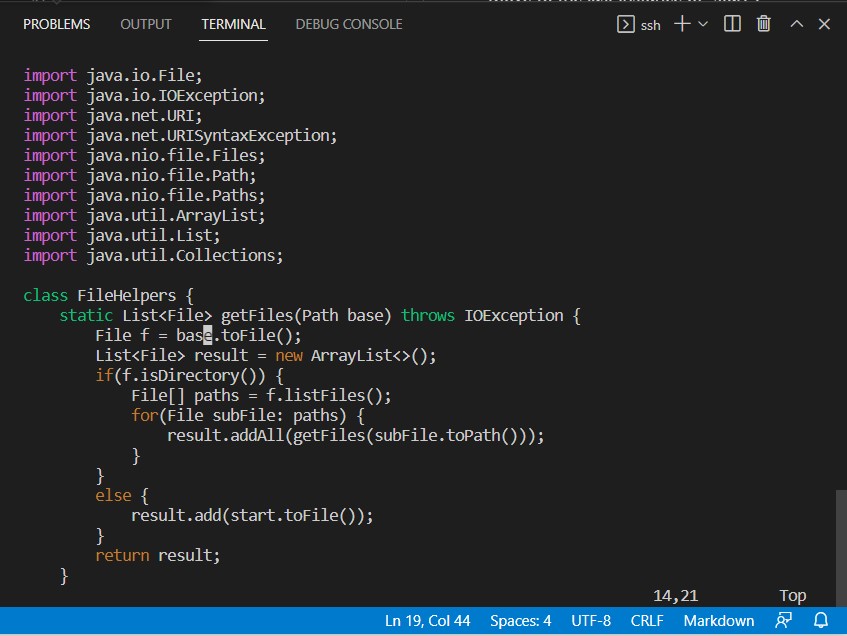 PROBLEMS OUTPUT TERMINAL DEBUG CONSOLE ssh
import java.io.File;
import java.io.IOException;
import java.net.URI;
import java.net.URISyntaxException;
import java.nio.file.Files;
import java.nio.file.Path;
import java.nio.file.Paths;
import java.util.ArrayList;
import java.util.List;
import java.util.Collections;
class FileHelpers {
    static List<File> getFiles(Path base) throws IOException {
        File f = base.toFile();
        List<File> result = new ArrayList<>();
        if(f.isDirectory()) {
            File[] paths = f.listFiles();
            for(File subFile: paths) {
                result.addAll(getFiles(subFile.toPath()));
            }
        }
        else {
            result.add(start.toFile());
        }
        return result;
    }
14,21 Top
Ln 19, Col 44 Spaces: 4 UTF-8 CRLF Markdown